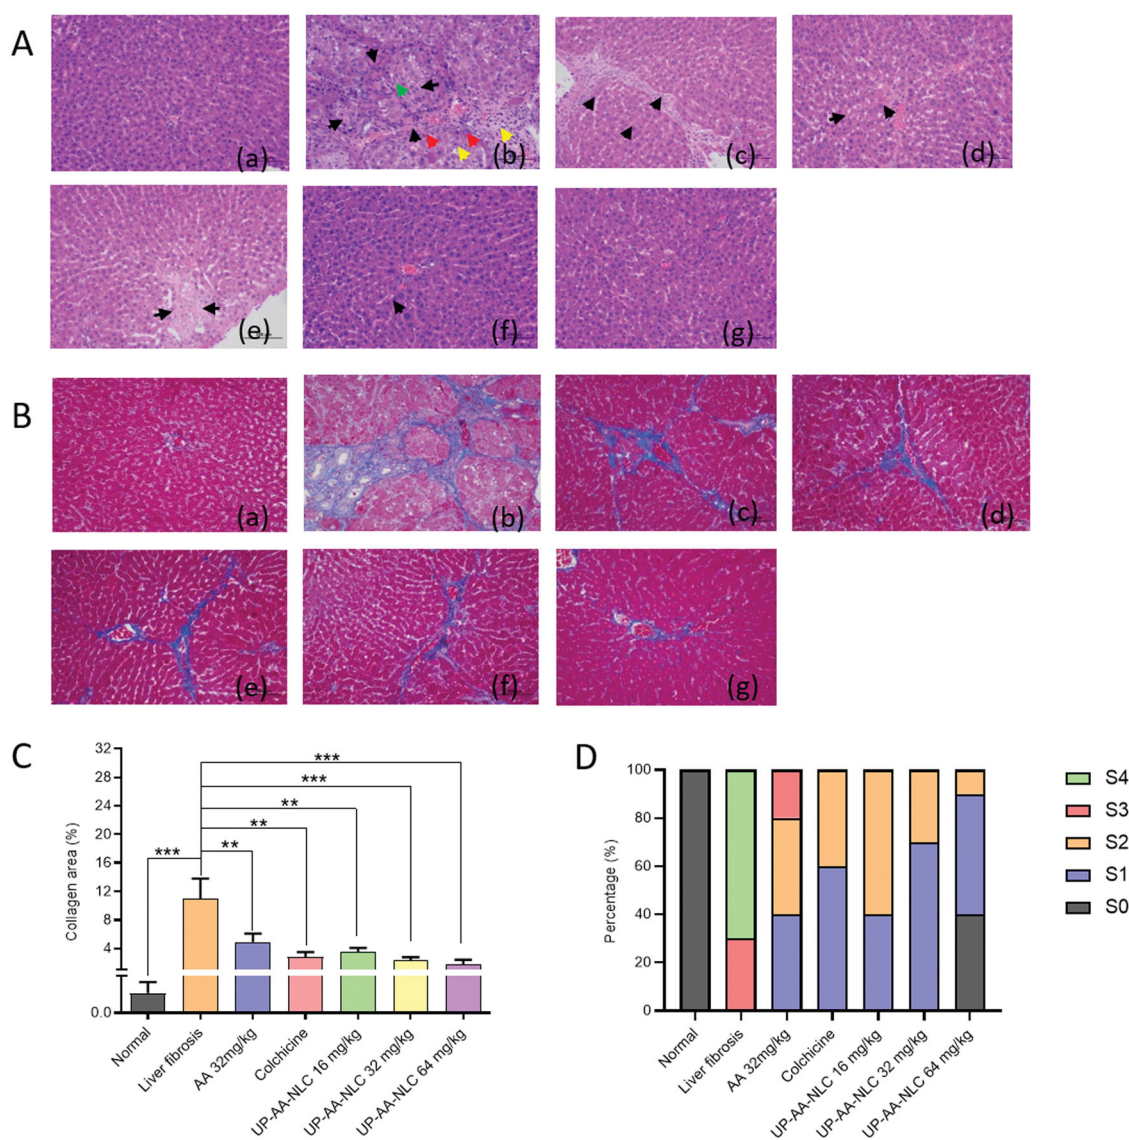 A
(a)
(b)
(c)
(d)
(e)
(f)
(g)
B
(a)
(b)
(c)
(d)
(e)
(f)
(g)
C
Collagen area (%)
32
28
24
20
16
12
8
4
0.0
***
**
**
**
***
***
Normal
Liver fibrosis
AA 32mg/kg
Colchicine
UP-AA-NLC 16 mg/kg
UP-AA-NLC 32 mg/kg
UP-AA-NLC 64 mg/kg
D
Percentage (%)
100
80
60
40
20
0
Normal
Liver fibrosis
AA 32mg/kg
Colchicine
UP-AA-NLC 16 mg/kg
UP-AA-NLC 32 mg/kg
UP-AA-NLC 64 mg/kg
S4
S3
S2
S1
S0